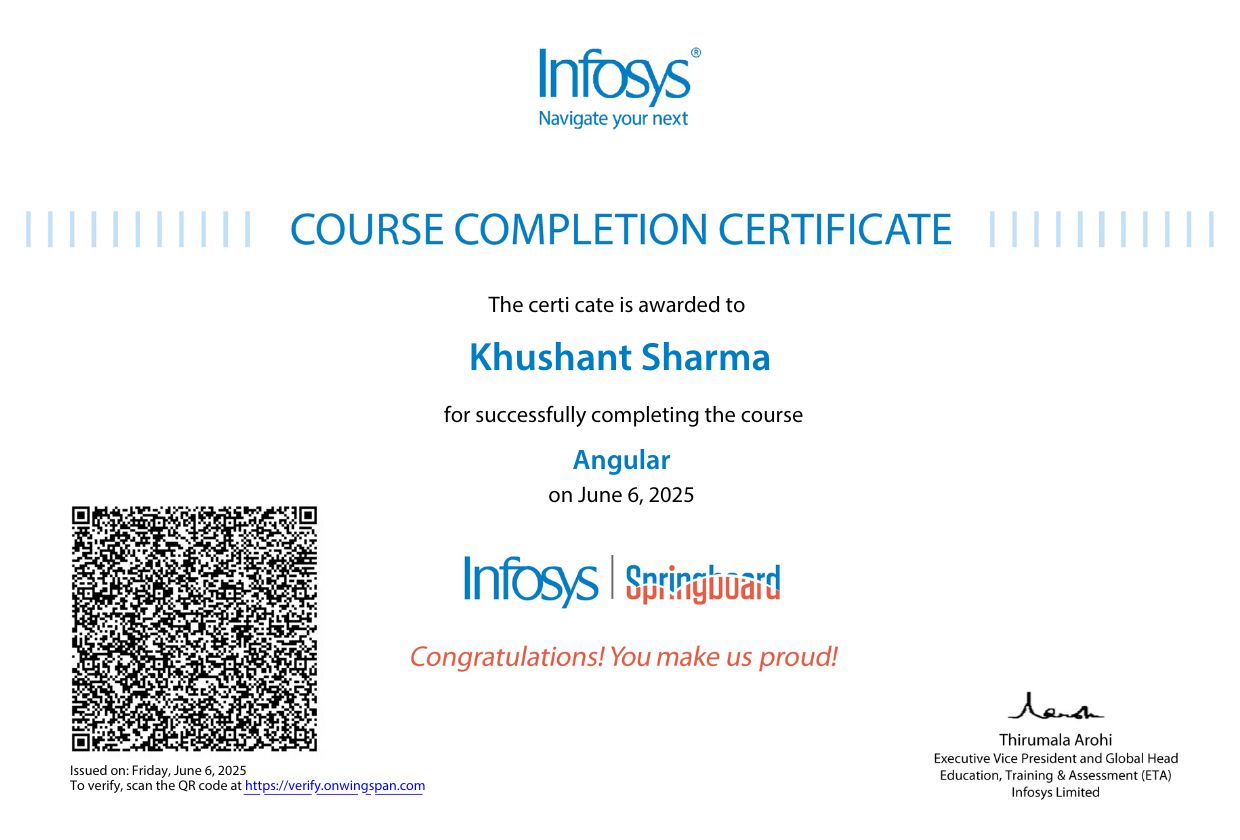 Infosys®
Navigate your next
COURSE COMPLETION CERTIFICATE
The certi cate is awarded to
Khushant Sharma
for successfully completing the course
Angular
on June 6, 2025
Infosys | Springboard
Congratulations! You make us proud!
Issued on: Friday, June 6, 2025
To verify, scan the QR code at https://verify.onwingspan.com
Thirumala Arohi
Executive Vice President and Global Head
Education, Training & Assessment (ETA)
Infosys Limited